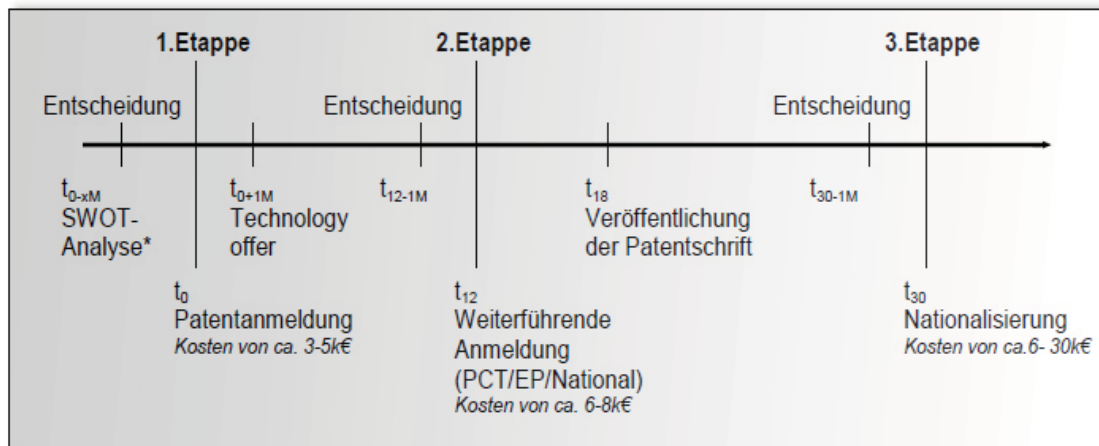 1.Etappe
2.Etappe
3.Etappe
Entscheidung
Entscheidung
Entscheidung
t0-xM
SWOT-
Analyse*
t0+1M
Technology
offer
t12-1M
t18
Veröffentlichung
der Patentschrift
t30-1M
t0
Patentanmeldung
Kosten von ca. 3-5k€
t12
Weiterführende
Anmeldung
(PCT/EP/National)
Kosten von ca. 6-8k€
t30
Nationalisierung
Kosten von ca.6- 30k€